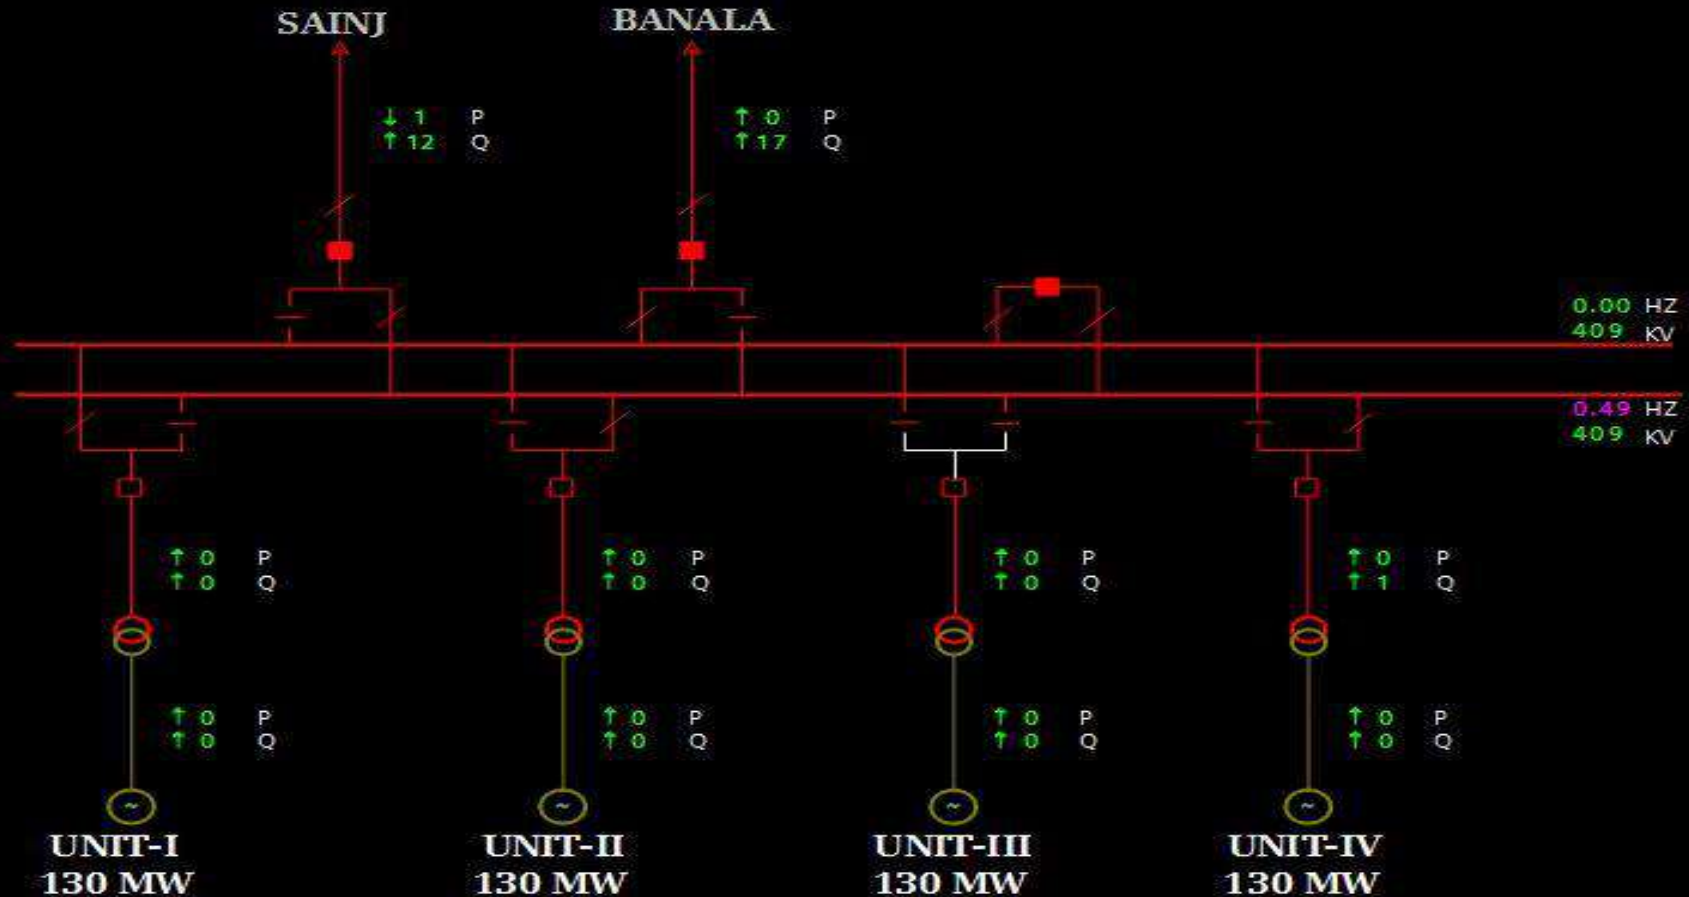 SAINJ
BANALA
↓ 1 P
↑ 12 Q
↑ 0 P
↑ 17 Q
0.00 HZ
409 KV
0.49 HZ
409 KV
↑ 0 P
↑ 0 Q
↑ 0 P
↑ 0 Q
↑ 0 P
↑ 0 Q
↑ 0 P
↑ 1 Q
↑ 0 P
↑ 0 Q
↑ 0 P
↑ 0 Q
↑ 0 P
↑ 0 Q
↑ 0 P
↑ 0 Q
~
~
~
~
UNIT-I
130 MW
UNIT-II
130 MW
UNIT-III
130 MW
UNIT-IV
130 MW